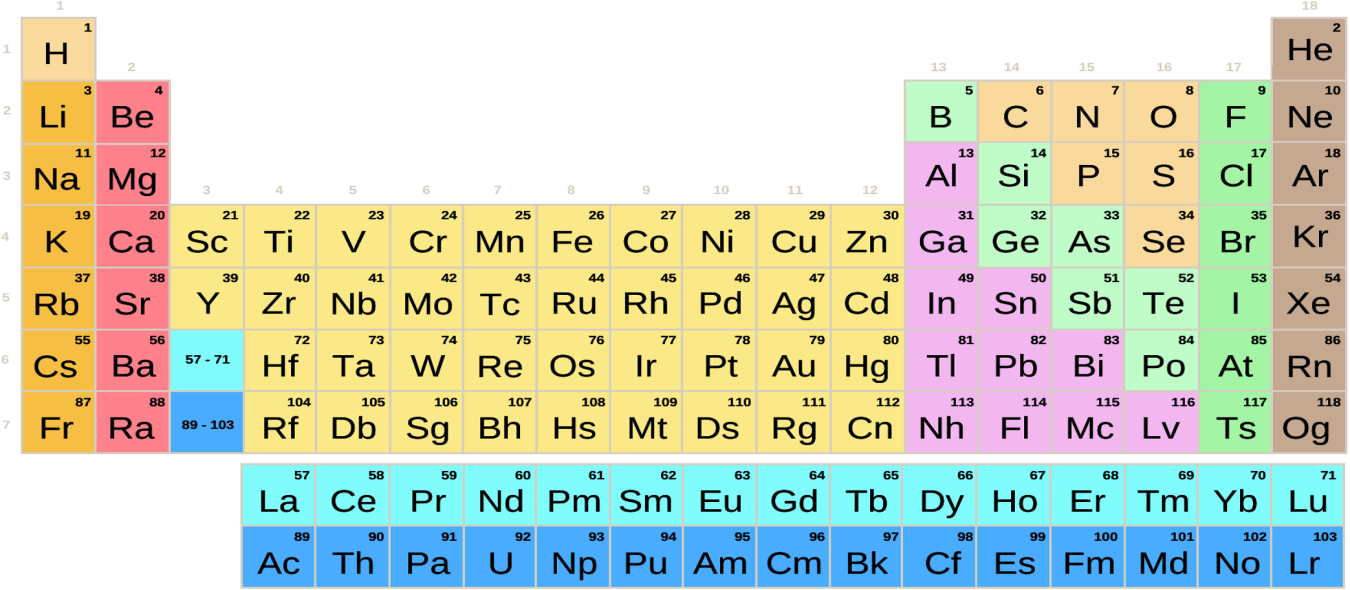 1 18
1 H 1 He 2
2 13 14 15 16 17
2 Li 3 Be 4 B 5 C 6 N 7 O 8 F 9 Ne 10
3 Na 11 Mg 12 Al 13 Si 14 P 15 S 16 Cl 17 Ar 18
3 4 5 6 7 8 9 10 11 12
4 K 19 Ca 20 Sc 21 Ti 22 V 23 Cr 24 Mn 25 Fe 26 Co 27 Ni 28 Cu 29 Zn 30 Ga 31 Ge 32 As 33 Se 34 Br 35 Kr 36
5 Rb 37 Sr 38 Y 39 Zr 40 Nb 41 Mo 42 Tc 43 Ru 44 Rh 45 Pd 46 Ag 47 Cd 48 In 49 Sn 50 Sb 51 Te 52 I 53 Xe 54
6 Cs 55 Ba 56 57 - 71 Hf 72 Ta 73 W 74 Re 75 Os 76 Ir 77 Pt 78 Au 79 Hg 80 Tl 81 Pb 82 Bi 83 Po 84 At 85 Rn 86
7 Fr 87 Ra 88 89 - 103 Rf 104 Db 105 Sg 106 Bh 107 Hs 108 Mt 109 Ds 110 Rg 111 Cn 112 Nh 113 Fl 114 Mc 115 Lv 116 Ts 117 Og 118
La 57 Ce 58 Pr 59 Nd 60 Pm 61 Sm 62 Eu 63 Gd 64 Tb 65 Dy 66 Ho 67 Er 68 Tm 69 Yb 70 Lu 71
Ac 89 Th 90 Pa 91 U 92 Np 93 Pu 94 Am 95 Cm 96 Bk 97 Cf 98 Es 99 Fm 100 Md 101 No 102 Lr 103